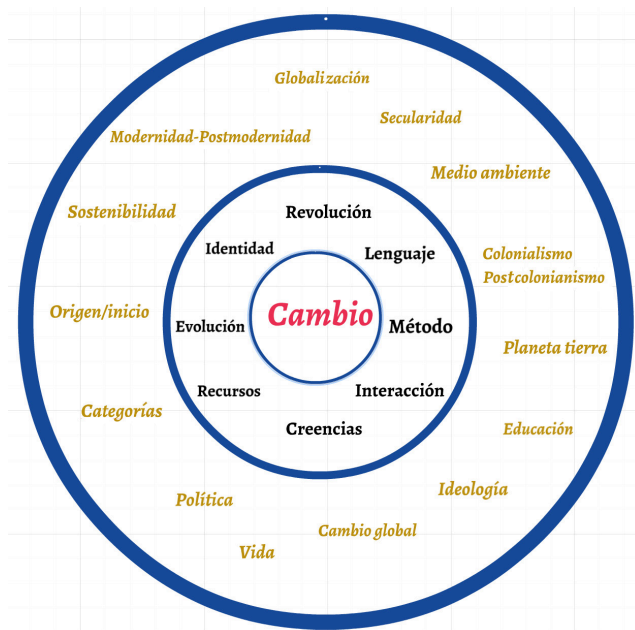 Globalización
Secularidad
Modernidad-Postmodernidad
Medio ambiente
Sostenibilidad
Revolución
Identidad
Lenguaje
Colonialismo
Postcolonianismo
Origen/inicio
Cambio
Evolución
Método
Planeta tierra
Recursos
Interacción
Categorías
Creencias
Educación
Política
Ideología
Cambio global
Vida